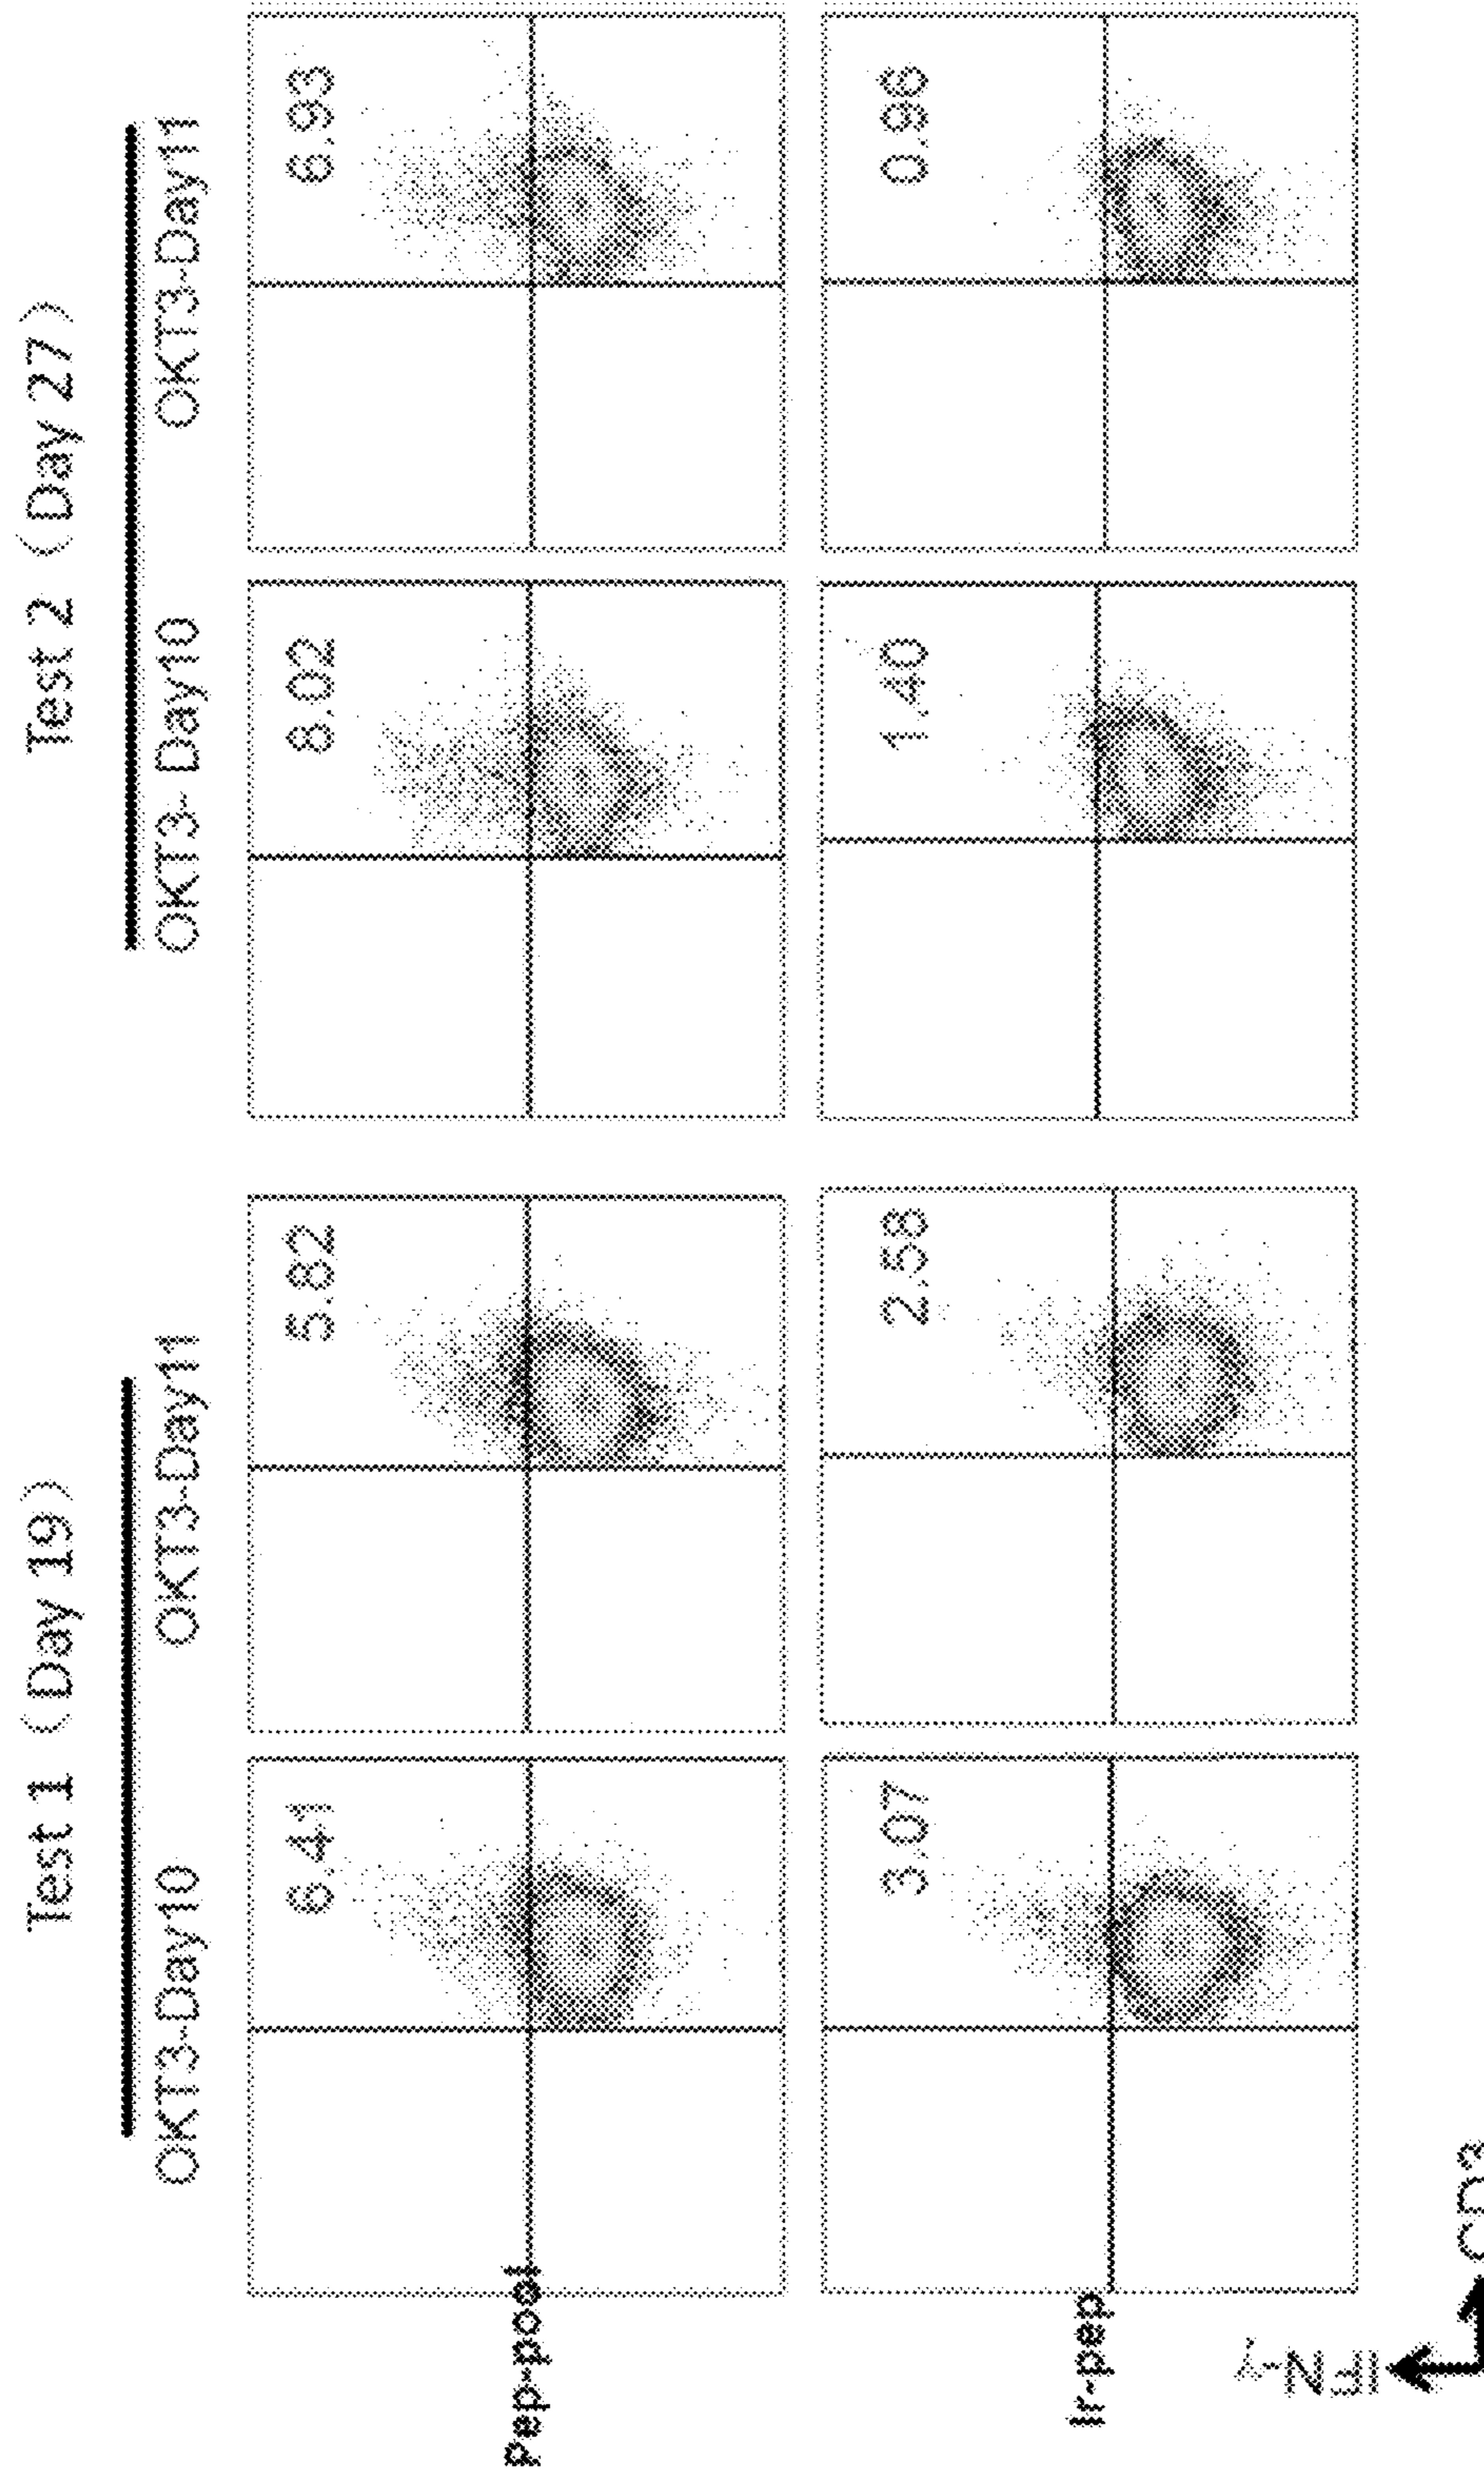 Test 1 (Day 19)
Test 2 (Day 27)
OKT3-Day10
OKT3-Day11
OKT3- Day10
OKT3-Day11
Pep-pool
6.41
5.82
8.02
6.93
Ir-pep
3.07
2.58
1.40
0.96
IFN-γ
CD3